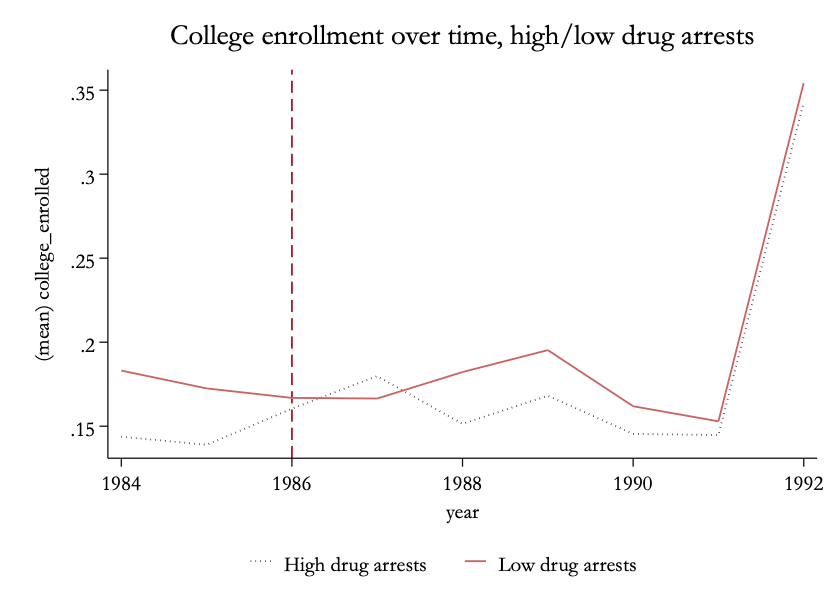 College enrollment over time, high/low drug arrests
(mean) college_enrolled
.35
.3
.25
.2
.15
1984 1986 1988 1990 1992
year
High drug arrests Low drug arrests